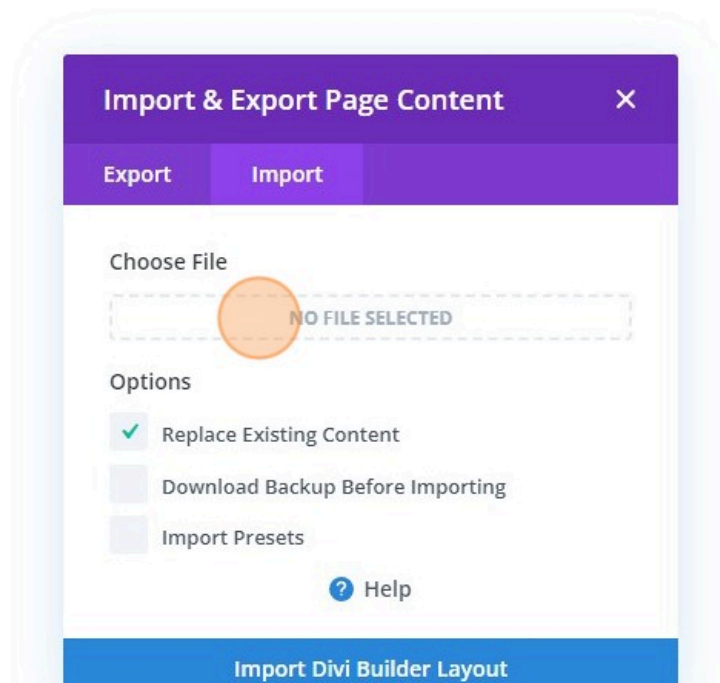 Import & Export Page Content
Export Import
Choose File
NO FILE SELECTED
Options
Replace Existing Content
Download Backup Before Importing
Import Presets
? Help
Import Divi Builder Layout